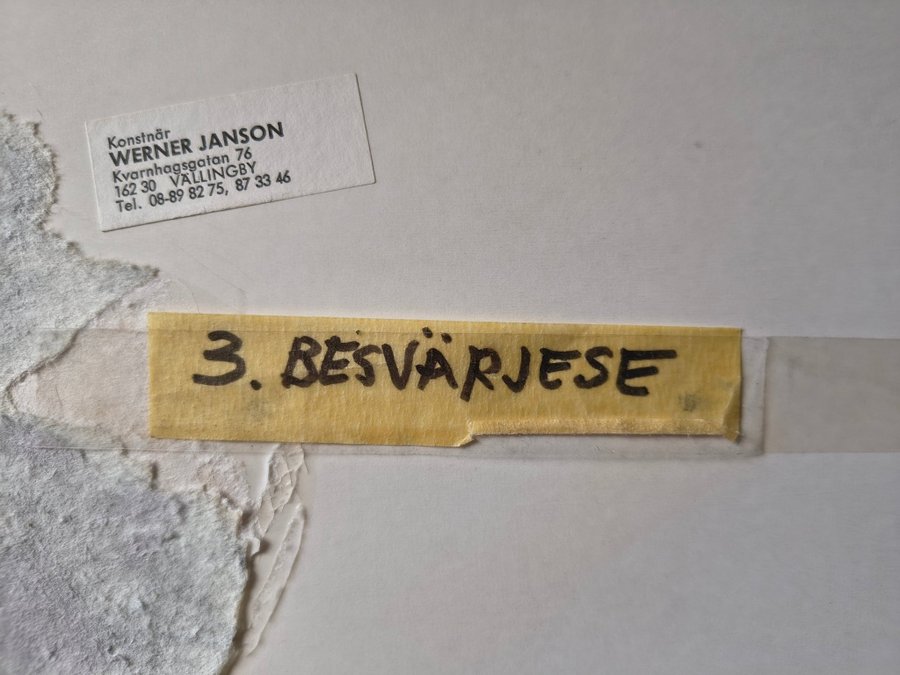 Konstnär
WERNER JANSON
Kvarnhagsgatan 76
162 30 VÄLLINGBY
Tel. 08-89 82 75, 87 33 46
3. BESVÄRJESE